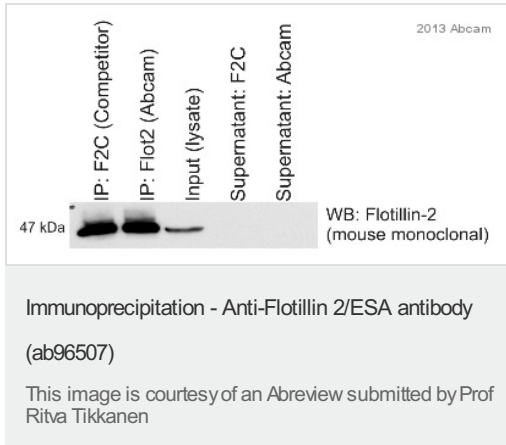 2013 Abcam
IP: F2C (Competitor)
IP: Flot2 (Abcam)
Input (lysate)
Supernatant: F2C
Supernatant: Abcam
47 kDa
WB: Flotillin-2
(mouse monoclonal)
Immunoprecipitation - Anti-Flotillin 2/ESA antibody
(ab96507)
This image is courtesy of an Abreview submitted by Prof
Ritva Tikkanen